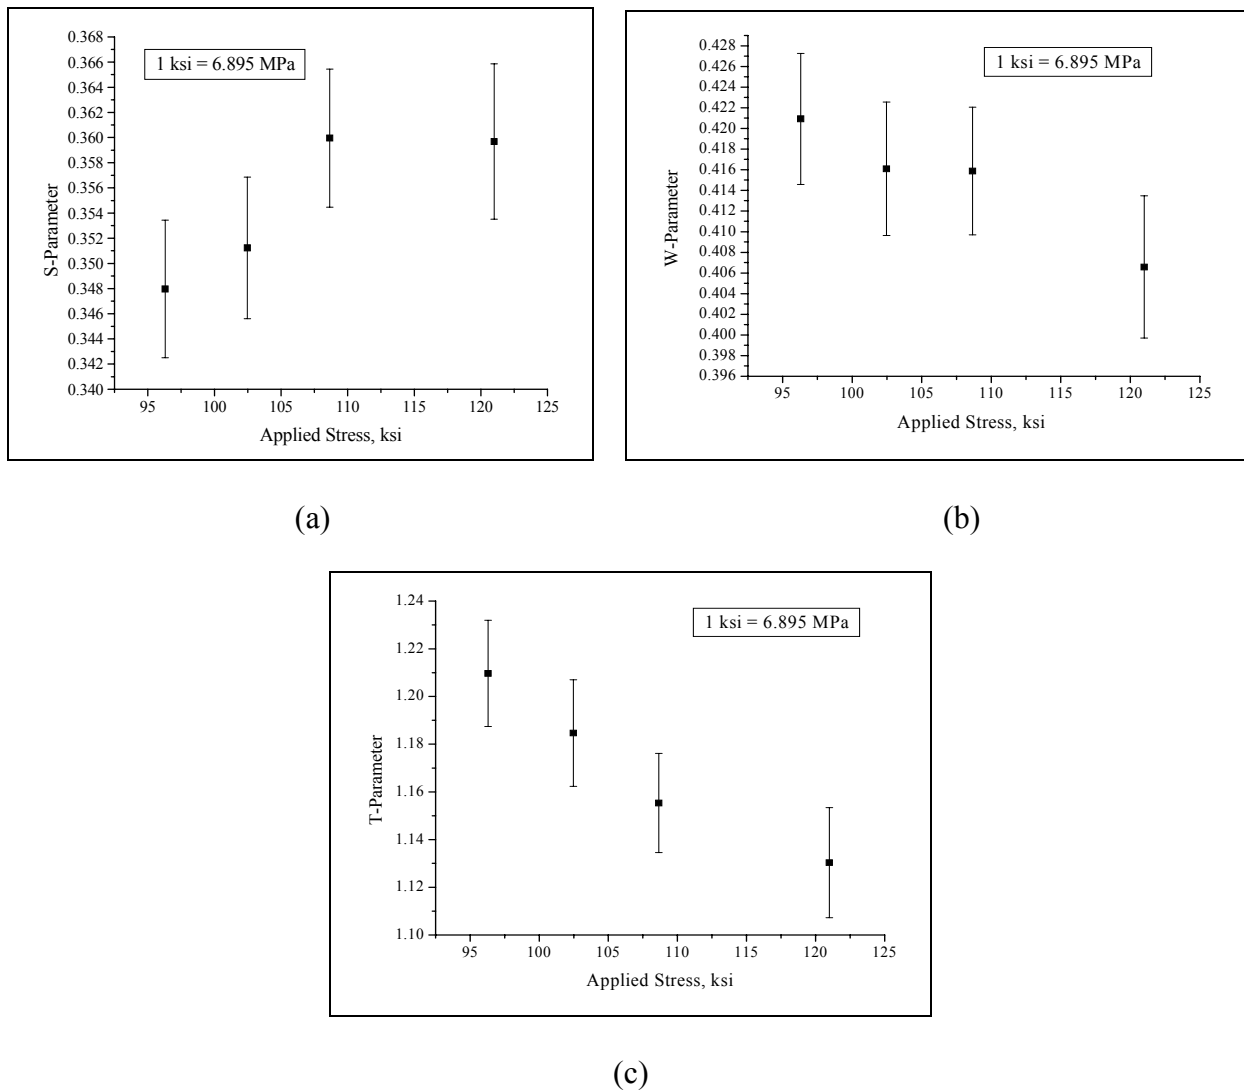 0.368
0.366
0.364
0.362
0.360
0.358
0.356
0.354
0.352
0.350
0.348
0.346
0.344
0.342
0.340
S-Parameter
1 ksi = 6.895 MPa
95 100 105 110 115 120 125
Applied Stress, ksi
(a)
0.428
0.426
0.424
0.422
0.420
0.418
0.416
0.414
0.412
0.410
0.408
0.406
0.404
0.402
0.400
0.398
0.396
W-Parameter
1 ksi = 6.895 MPa
95 100 105 110 115 120 125
Applied Stress, ksi
(b)
1.24
1.22
1.20
1.18
1.16
1.14
1.12
1.10
T-Parameter
1 ksi = 6.895 MPa
95 100 105 110 115 120 125
Applied Stress, ksi
(c)